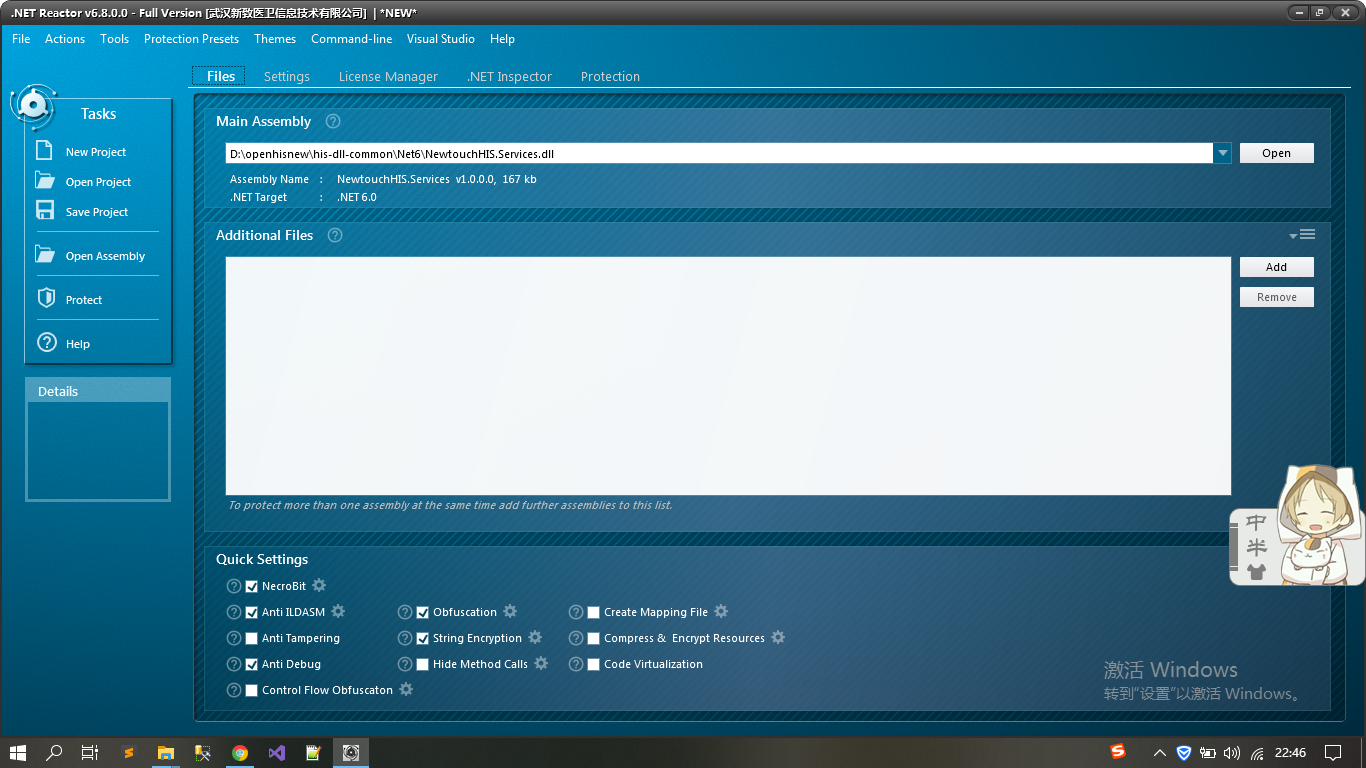 .NET Reactor v6.8.0.0 - Full Version [武汉新致医卫信息技术有限公司] | *NEW*
File Actions Tools Protection Presets Themes Command-line Visual Studio Help
Files Settings License Manager .NET Inspector Protection
Tasks
New Project
Open Project
Save Project
Open Assembly
Protect
Help
Details
Main Assembly
D:\openhisnew\his-dll-common\Net6\NewtouchHIS.Services.dll
Open
Assembly Name : NewtouchHIS.Services v1.0.0.0, 167 kb
.NET Target : .NET 6.0
Additional Files
Add
Remove
To protect more than one assembly at the same time add further assemblies to this list.
Quick Settings
NecroBit
Anti ILDASM Obfuscation Create Mapping File
Anti Tampering String Encryption Compress & Encrypt Resources
Anti Debug Hide Method Calls Code Virtualization
Control Flow Obfuscaton
中
半
激活 Windows
转到"设置"以激活 Windows。
22:46